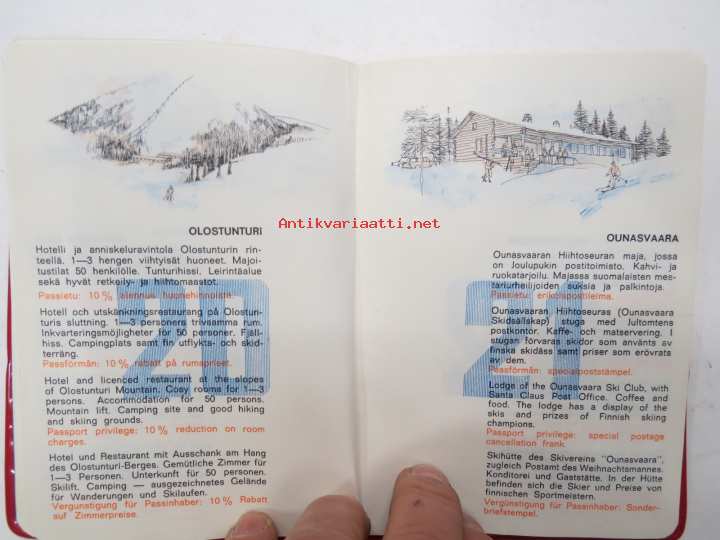 OLOSTUNTURI
Hotelli ja anniskeluravintola Olostunturin rin-
teellä. 1—3 hengen viihtyisät huoneet. Majoi-
tustilat 50 henkilölle. Tunturihissi. Leirintäalue
sekä hyvät retkeily- ja hiihtomaastot.
Passietu: 10 % alennus huonehinnoista.
Hotell och utskänkningsrestaurang på Olostun-
turis sluttning. 1—3 personers trivsamma rum.
Inkvarteringsmöjligheter för 50 personer. Fjäll-
hiss. Campingplats samt fin utflykts- och skid-
terräng.
Passförmån: 10 % rabatt på rumspriset.
Hotel and licenced restaurant at the slopes
of Olostunturi Mountain. Cosy rooms for 1—3
persons. Accommodation for 50 persons.
Mountain lift. Camping site and good hiking
and skiing grounds.
Passport privilege: 10 % reduction on room
charges.
Hotel und Restaurant mit Ausschank am Hang
des Olostunturi-Berges. Gemütliche Zimmer für
1—3 Personen. Unterkunft für 50 personen.
Skilift. Camping — ausgezeichnetes Gelände
für Wanderungen und Skilaufen.
Vergünstigung für Passinhaber: 10 % Rabatt
auf Zimmerpreise.
20
Antikvariaatti.net
OUNASVAARA
Ounasvaaran Hiihtoseuran maja, jossa
on Joulupukin postitoimisto. Kahvi- ja
ruokatarjoilu. Majassa suomalaisten mes-
tariurheilijoiden suksia ja palkintoja.
Passietu: erikoispostileima.
Ounasvaaran Hiihtoseuras (Ounasvaara
Skidsällskap) stuga med Jultomtens
postkontor. Kaffe- och matservering. I
stugan förvaras skidor som använts av
finska skidäss samt priser som erövrats
av dem.
Passförmån: specialpoststämpel.
Lodge of the Ounasvaara Ski Club, with
Santa Claus Post Office. Coffee and
food. The lodge has a display of the
skis and prizes of Finnish skiing
champions.
Passport privilege: special postage
cancellation frank.
Skihütte des Skivereins "Ounasvaara",
zugleich Postamt des Weihnachtsmannes.
Konditorei und Gaststätte. In der Hütte
befinden sich die Skier und Preise von
finnischen Sportmeistern.
Vergünstigung für Passinhaber: Sonder-
briefstempel.
21